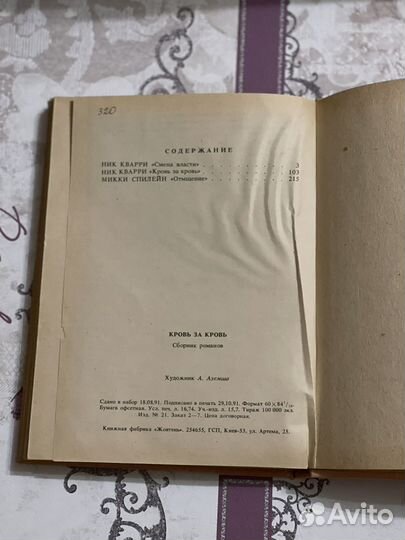 320
СОДЕРЖАНИЕ
НИК КВАРРИ «Смена власти» 3
НИК КВАРРИ «Кровь за кровь» 103
МИККИ СПИЛЕЙН «Отмщение» 215
КРОВЬ ЗА КРОВЬ
Сборник романов
Художник А. Ахемша
Сдано в набор 18.08.91. Подписано в печать 29.10.91. Формат 60×84 1/16.
Бумага офсетная. Усл. печ. л. 16,74. Уч.-изд. л. 15,7. Тираж 100 000 экз.
Изд. № 21. Заказ 2–7. Цена договорная.
Книжная фабрика «Жовтень». 254655, ГСП, Киев-53, ул. Артема, 25.
Avito